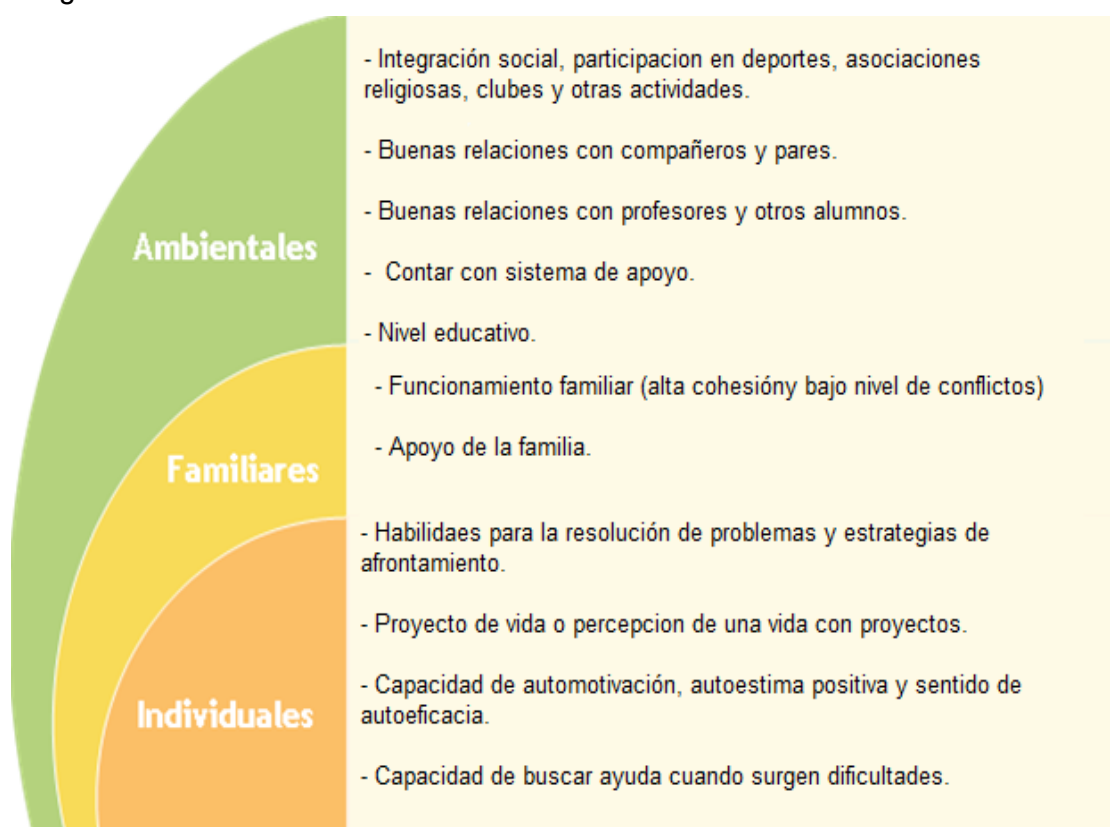 - Integración social, participacion en deportes, asociaciones
religiosas, clubes y otras actividades.
- Buenas relaciones con compañeros y pares.
- Buenas relaciones con profesores y otros alumnos.
Ambientales
- Contar con sistema de apoyo.
- Nivel educativo.
- Funcionamiento familiar (alta cohesióny bajo nivel de conflictos)
- Apoyo de la familia.
Familiares
- Habilidaes para la resolución de problemas y estrategias de
afrontamiento.
- Proyecto de vida o percepcion de una vida con proyectos.
- Capacidad de automotivación, autoestima positiva y sentido de
autoeficacia.
Individuales
- Capacidad de buscar ayuda cuando surgen dificultades.